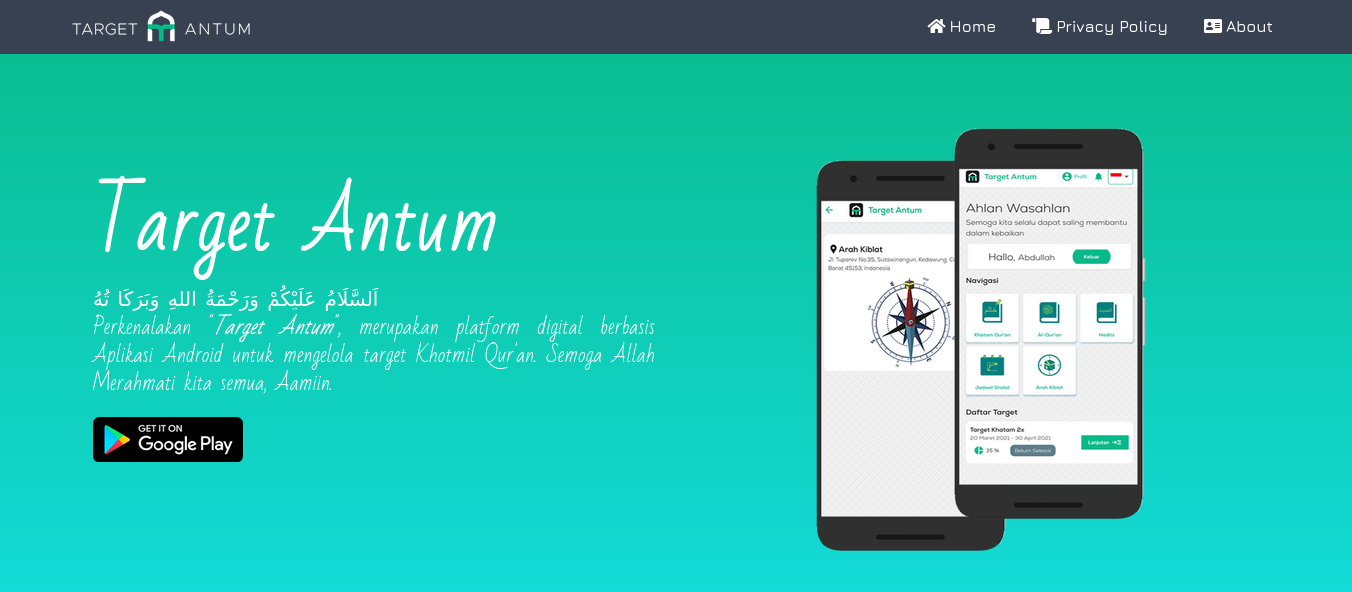 TARGET ANTUM
Home
Privacy Policy
About
Target Antum
اَلسَّلَامُ عَلَيْكُمْ وَرَحْمَةُ اللهِ وَبَرَكَا تُهُ
Perkenalakan "Target Antum", merupakan platform digital berbasis
Aplikasi Android untuk mengelola target Khotmil Qur'an. Semoga Allah
Merahmati kita semua, Aamiin.
GET IT ON
Google Play
Target Antum
Arah Kiblat
Jl. Tuparev No.35, Sutawinangun, Kedawung, Ce
Barat 45153, Indonesia
Target Antum
Profil
Ahlan Wasahlan
Semoga kita selalu dapat saling membantu
dalam kebaikan
Hallo, Abdullah
Keluar
Navigasi
Khatam Qur'an
Al-Qur'an
Hadits
Jadwal Sholat
Arah Kiblat
Daftar Target
Target Khatam 2x
20 Maret 2021 - 30 April 2021
35 %
Belum Selesai
Lanjutan